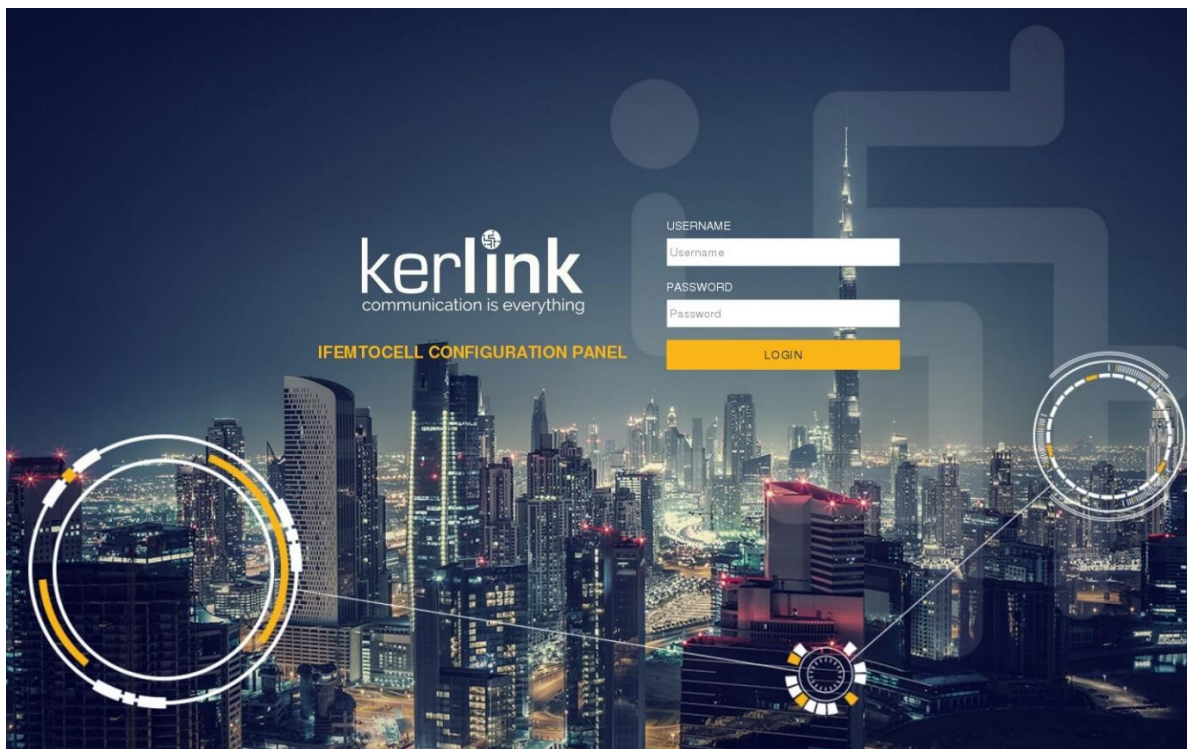 kerlink
communication is everything
IFEMTOCELL CONFIGURATION PANEL
USERNAME
Username
PASSWORD
Password
LOGIN